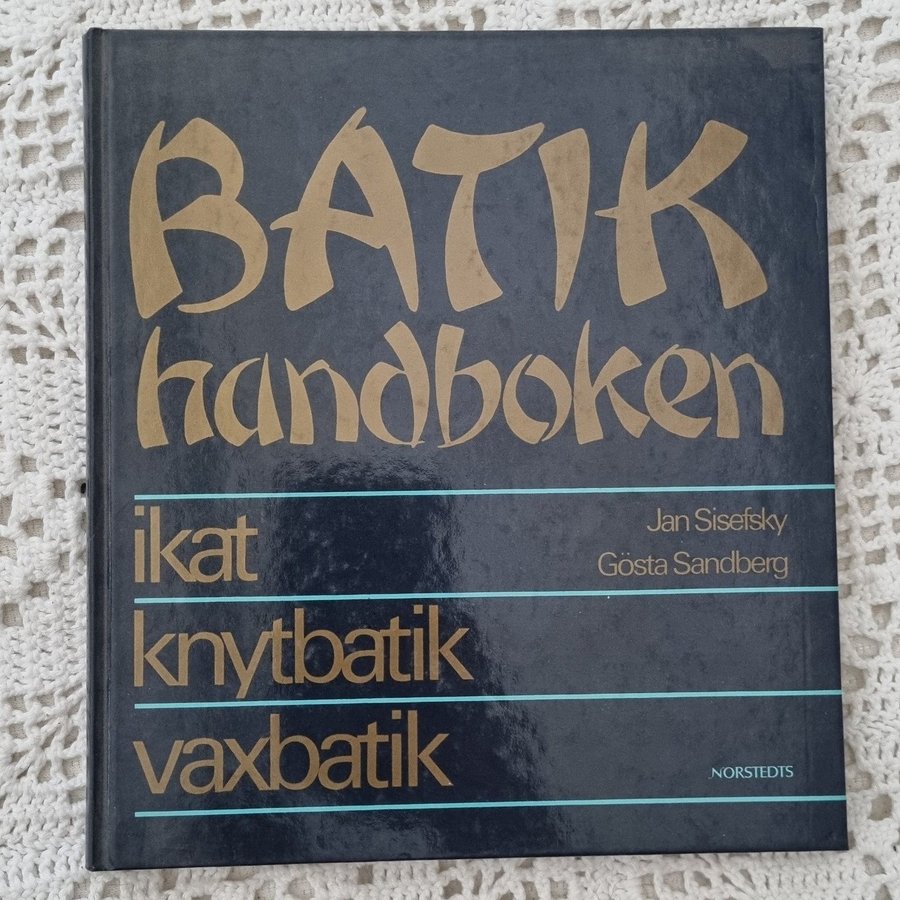 BATIK
handboken
ikat
Jan Sisefsky
Gösta Sandberg
knytbatik
vaxbatik
NORSTEDTS